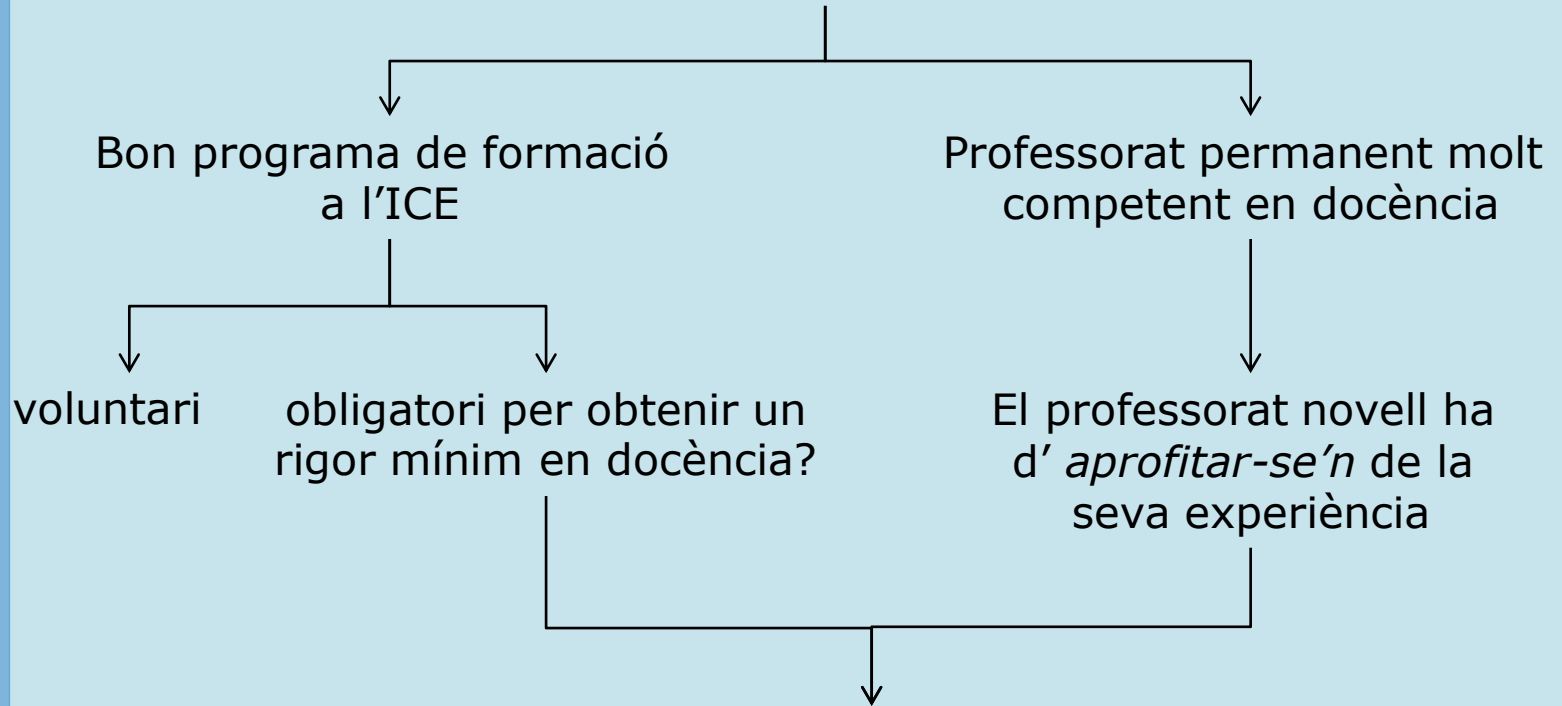 Bon programa de formació
a l’ICE
Professorat permanent molt
competent en docència
voluntari
obligatori per obtenir un
rigor mínim en docència?
El professorat novell ha
d’ aprofitar-se’n de la
seva experiència